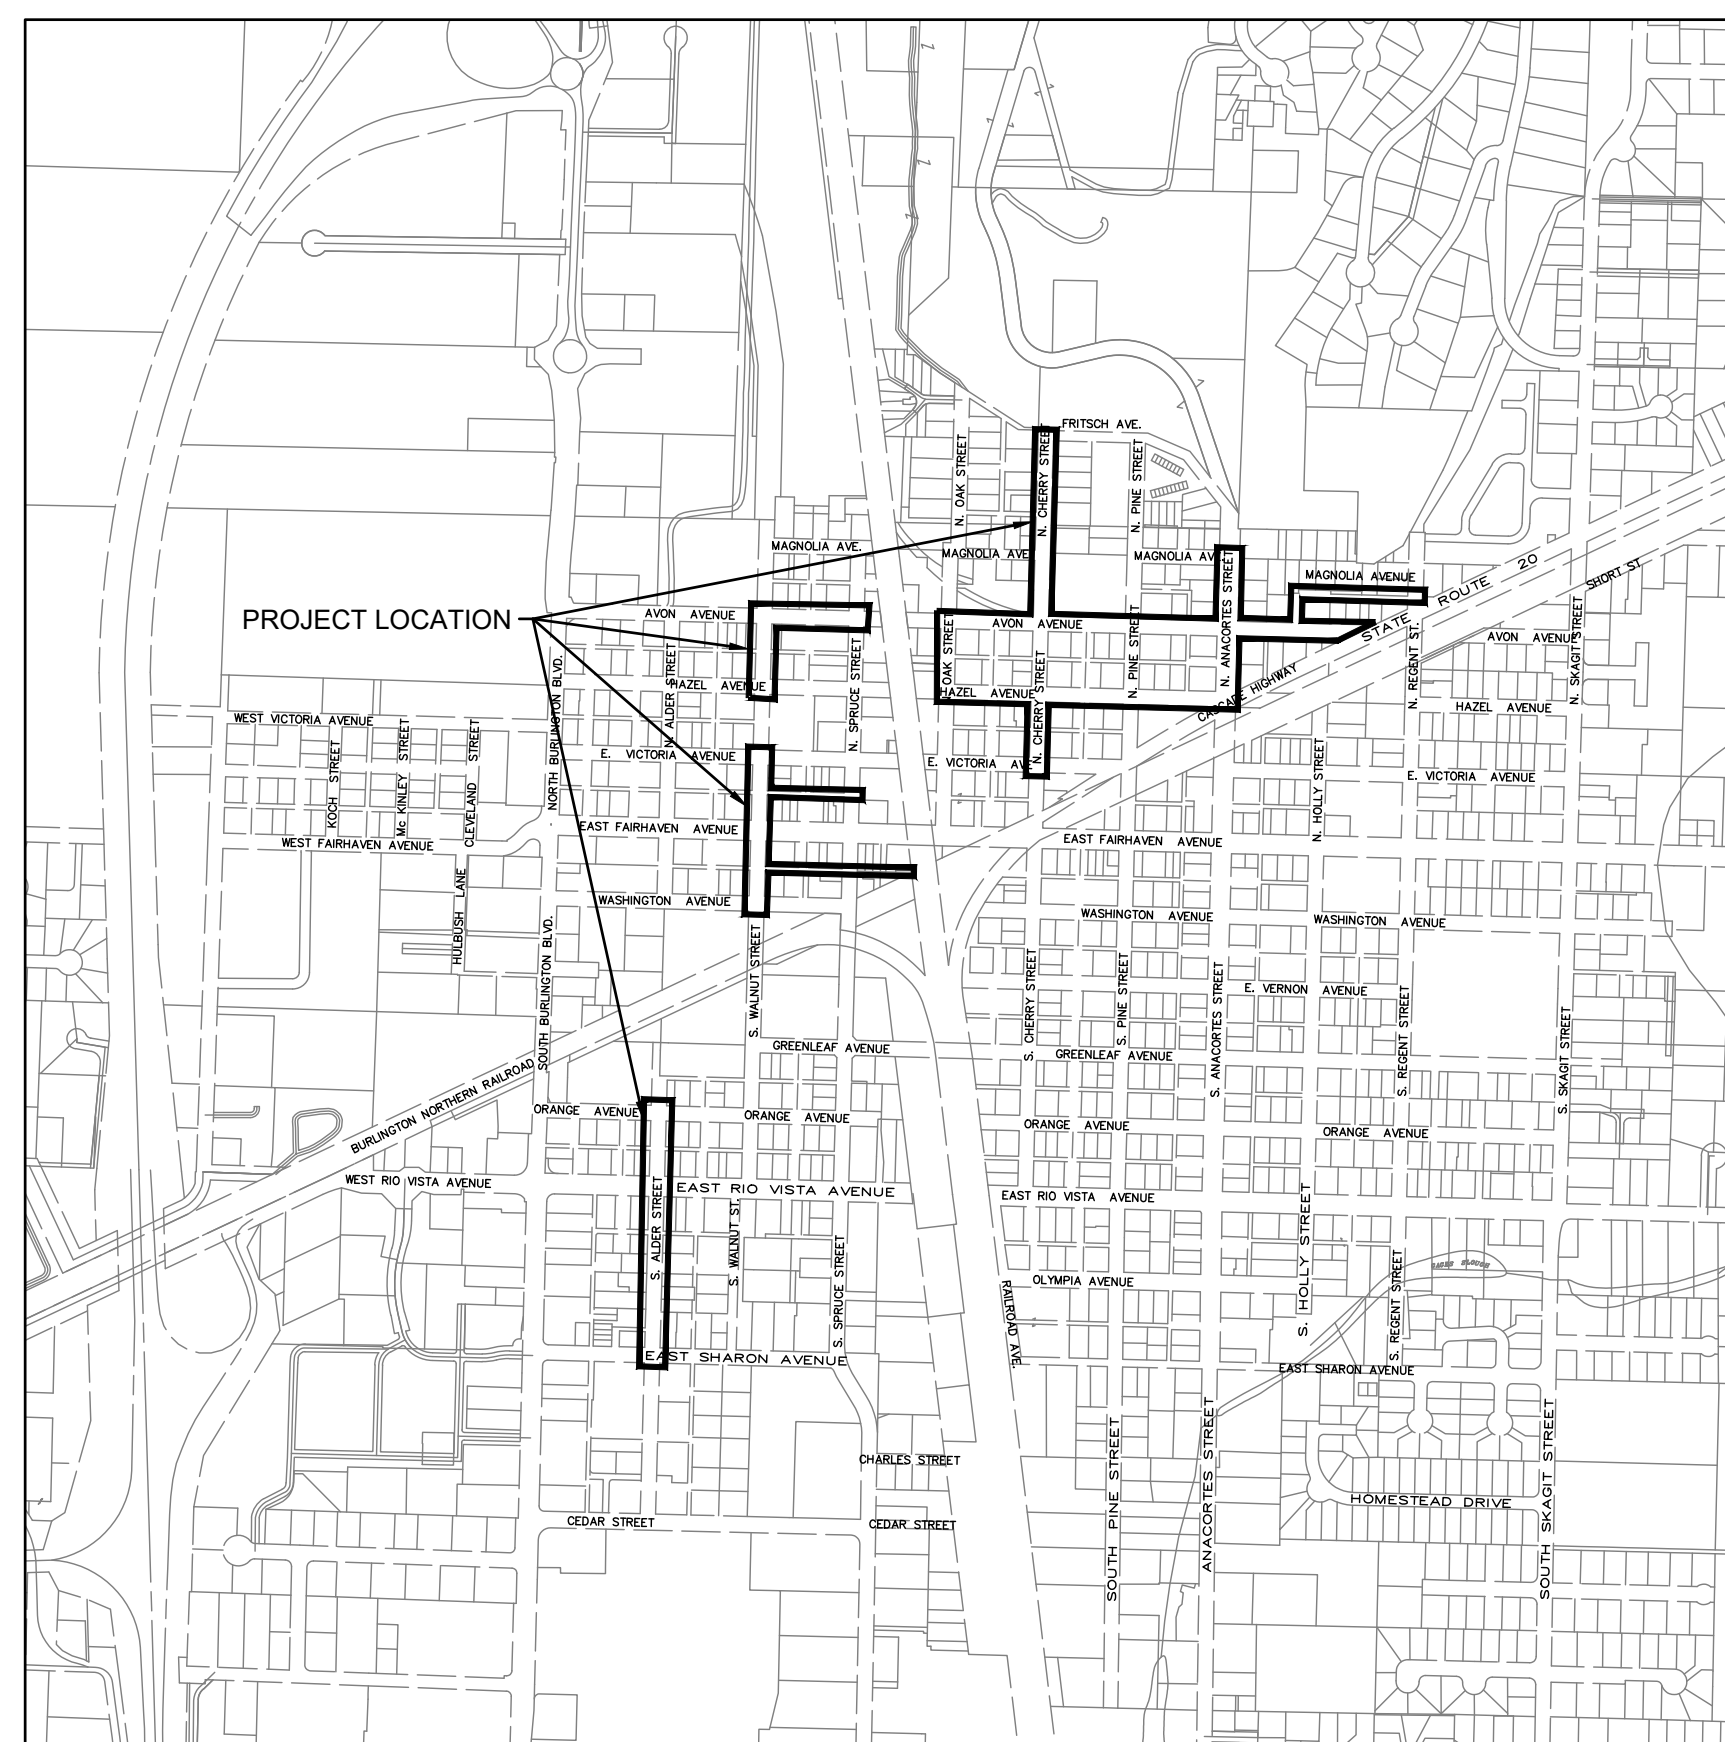 FRITSCH AVE.
N. OAK STREET
N. CHERRY STREET
N. PINE STREET
MAGNOLIA AVE.
MAGNOLIA AVE
MAGNOLIA AV
N. ANACORTES STREET
MAGNOLIA AVENUE
STATE ROUTE 20
SHORT ST
PROJECT LOCATION
AVON AVENUE
AVON AVENUE
AVON AVENUE
N. ALDER STREET
N. SPRUCE STREET
OAK STREET
N. CHERRY STREET
N. PINE STREET
N. ANACORTES STREET
N. REGENT ST.
N. SKAGIT STREET
HAZEL AVENUE
HAZEL AVENUE
HAZEL AVENUE
CASCADE HIGHWAY
NORTH BURLINGTON BLVD.
WEST VICTORIA AVENUE
KOCH STREET
Mc KINLEY STREET
CLEVELAND STREET
E. VICTORIA AVENUE
E. VICTORIA AV
E. VICTORIA AVENUE
N. HOLLY STREET
WEST FAIRHAVEN AVENUE
EAST FAIRHAVEN AVENUE
EAST FAIRHAVEN AVENUE
HULBUSH LANE
WASHINGTON AVENUE
WASHINGTON AVENUE
WASHINGTON AVENUE
SOUTH BURLINGTON BLVD.
S. WALNUT STREET
S. CHERRY STREET
S. PINE STREET
S. ANACORTES STREET
E. VERNON AVENUE
S. REGENT STREET
S. SKAGIT STREET
GREENLEAF AVENUE
GREENLEAF AVENUE
BURLINGTON NORTHERN RAILROAD
ORANGE AVENUE
ORANGE AVENUE
ORANGE AVENUE
ORANGE AVENUE
WEST RIO VISTA AVENUE
EAST RIO VISTA AVENUE
EAST RIO VISTA AVENUE
S. ALDER STREET
S. WALNUT ST.
S. SPRUCE STREET
S. HOLLY STREET
S. REGENT STREET
OLYMPIA AVENUE
RAILROAD AVE.
EAST SHARON AVENUE
EAST SHARON AVENUE
CHARLES STREET
SOUTH PINE STREET
ANACORTES STREET
SOUTH SKAGIT STREET
HOMESTEAD DRIVE
CEDAR STREET
CEDAR STREET